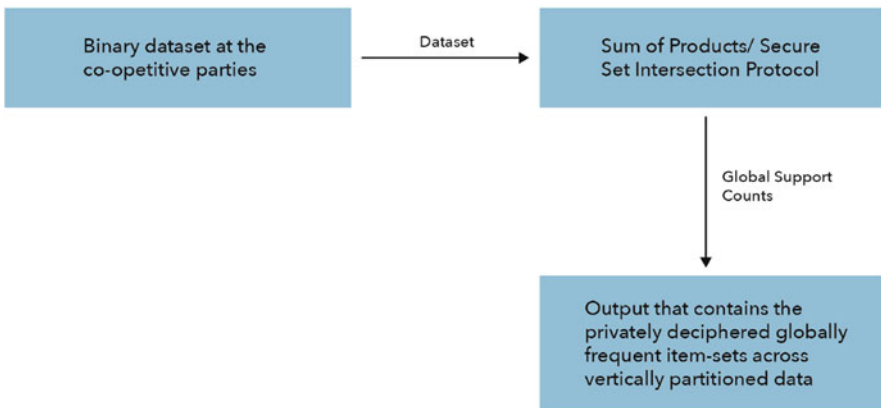 Binary dataset at the
co-opetitive parties
Dataset
Sum of Products/ Secure
Set Intersection Protocol
Global Support
Counts
Output that contains the
privately deciphered globally
frequent item-sets across
vertically partitioned data